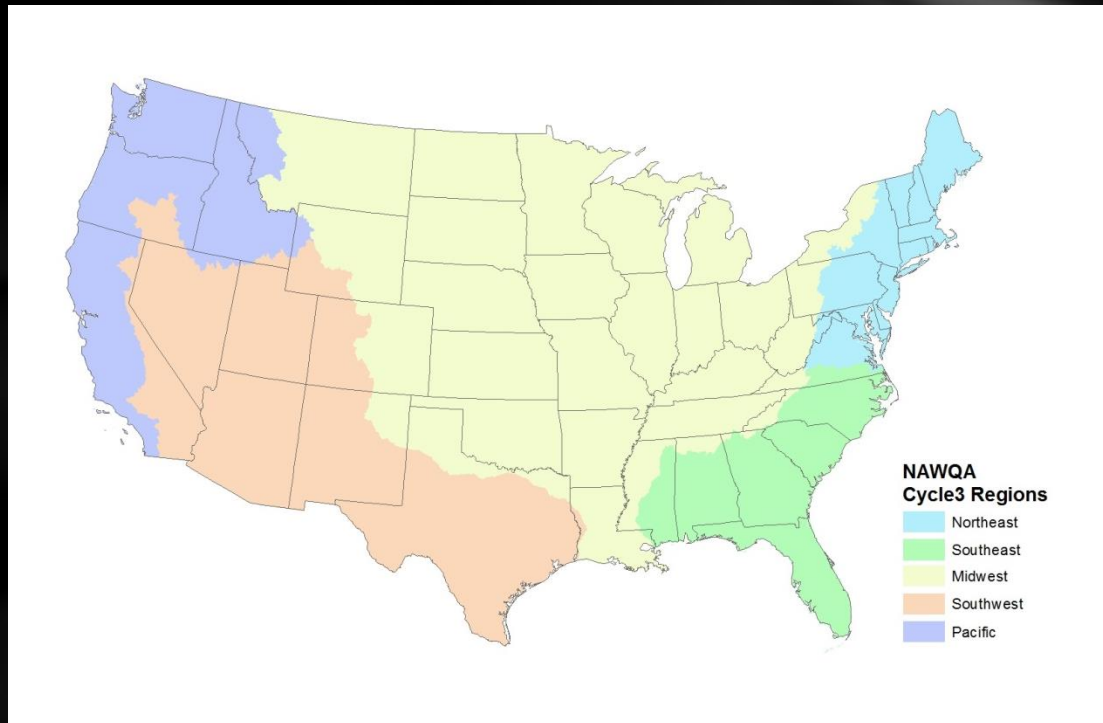 NAWQA
Cycle3 Regions
Northeast
Southeast
Midwest
Southwest
Pacific